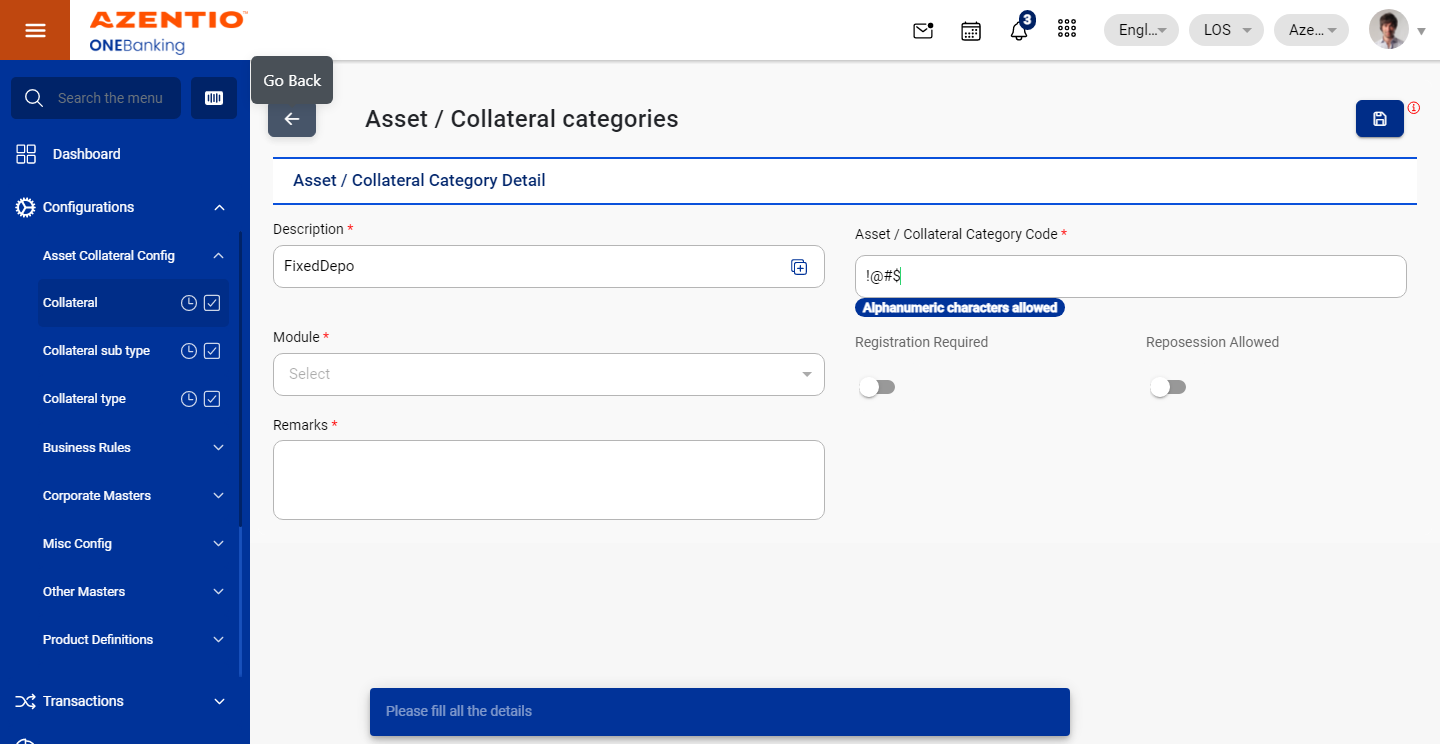 AZENTIO™
ONEBanking
3
Engl...
LOS
Aze...
Go Back
Search the menu
Asset / Collateral categories
Dashboard
Asset / Collateral Category Detail
Configurations
Description *
Asset / Collateral Category Code *
Asset Collateral Config
FixedDepo
!@#$
Collateral
Alphanumeric characters allowed
Module *
Registration Required
Reposession Allowed
Collateral sub type
Select
Collateral type
Remarks *
Business Rules
Corporate Masters
Misc Config
Other Masters
Product Definitions
Transactions
Please fill all the details